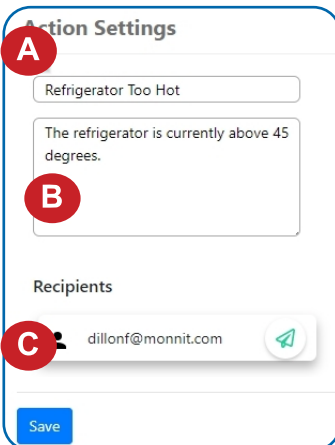 Action Settings
A
Refrigerator Too Hot
The refrigerator is currently above 45
degrees.
B
Recipients
C
dillonf@monnit.com
Save